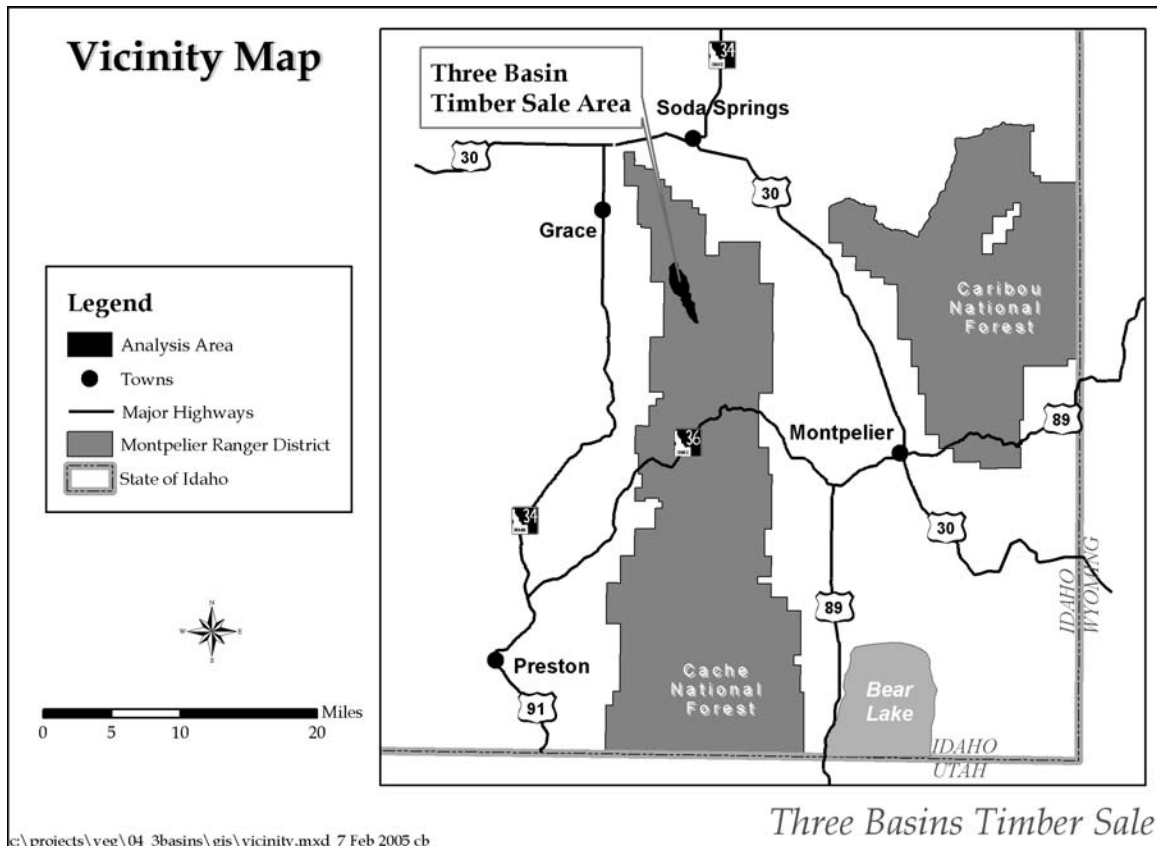 Vicinity Map
Three Basin
Timber Sale Area
34
Soda Springs
30
30
Grace
Caribou
National
Forest
Legend
Analysis Area
Towns
Major Highways
Montpelier Ranger District
State of Idaho
36
Montpelier
89
34
30
IDAHO
WYOMING
89
N
W E
S
Preston
Cache
National
Forest
Bear
Lake
91
Miles
0 5 10 20
IDAHO
UTAH
Three Basins Timber Sale
c:\projects\veg\04_3basins\gis\vicinity.mxd 7 Feb 2005 cb